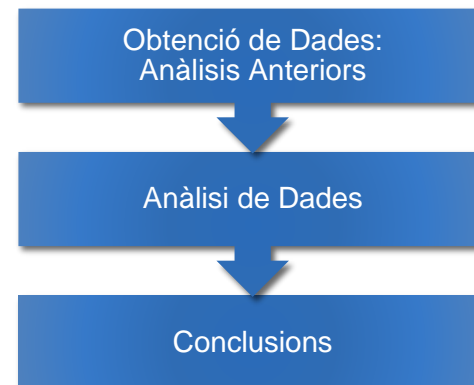 Obtenció de Dades:
Anàlisis Anteriors
Anàlisi de Dades
Conclusions